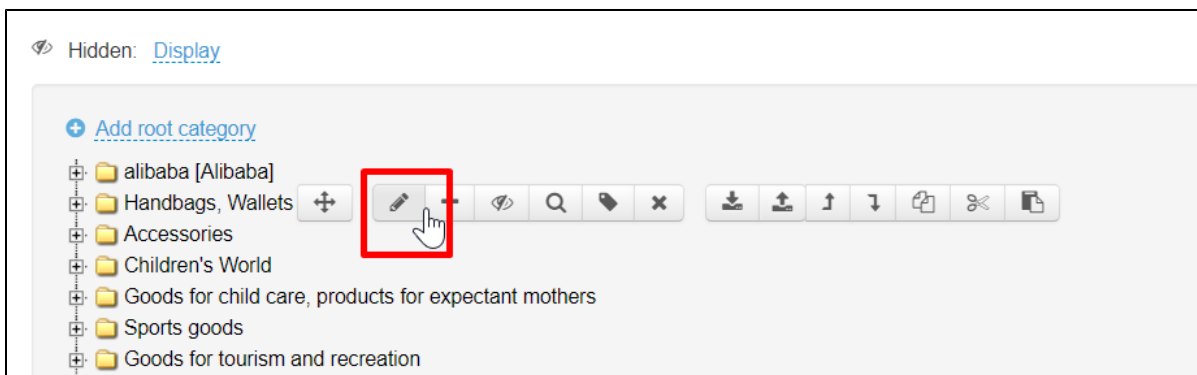 Hidden: Display
Add root category
alibaba [Alibaba]
Handbags, Wallets
Accessories
Children's World
Goods for child care, products for expectant mothers
Sports goods
Goods for tourism and recreation